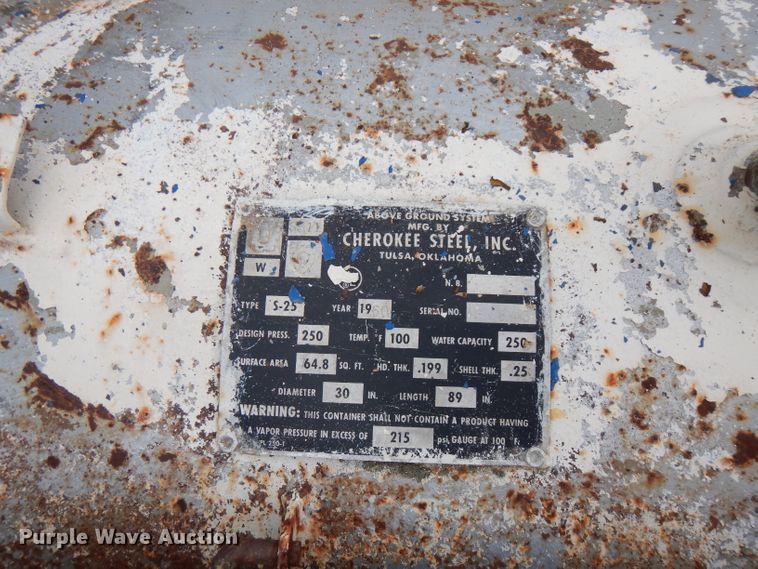 ABOVE GROUND SYSTEM
MFG. BY
CHEROKEE STEEL, INC.
TULSA, OKLAHOMA
U
W
N. B.
TYPE S-25 YEAR 19 SERIAL NO.
DESIGN PRESS. 250 TEMP. °F 100 WATER CAPACITY 250
SURFACE AREA 64.8 SQ. FT. HD. THK. .199 SHELL THK. .25
DIAMETER 30 IN. LENGTH 89 IN.
WARNING: THIS CONTAINER SHALL NOT CONTAIN A PRODUCT HAVING
A VAPOR PRESSURE IN EXCESS OF 215 psi, GAUGE AT 100 F.
PL 250-1
Purple Wave Auction